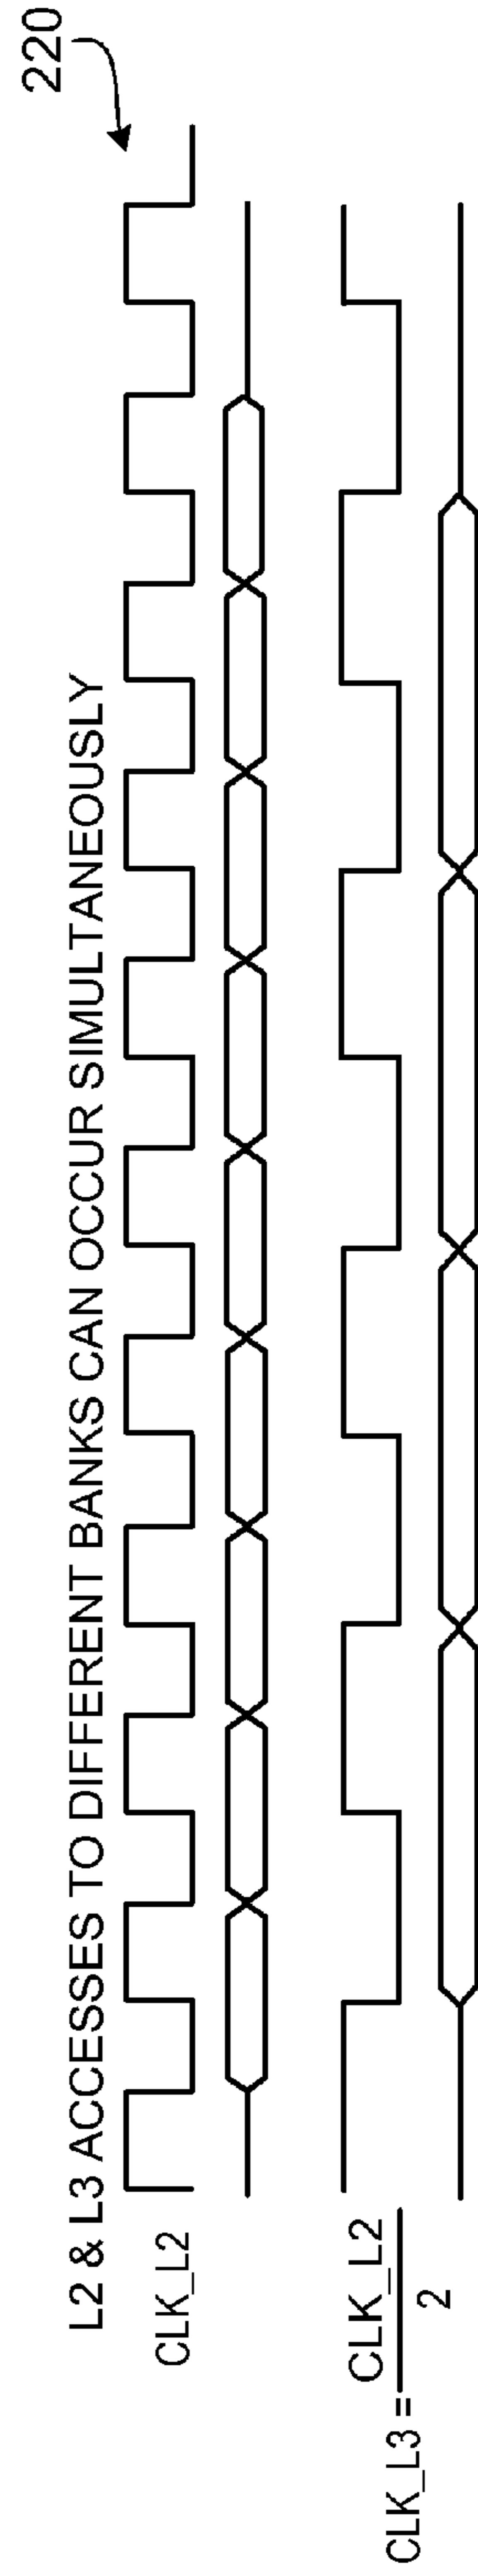 220
L2 & L3 ACCESSES TO DIFFERENT BANKS CAN OCCUR SIMULTANEOUSLY
CLK_L2
CLK_L3 = CLK_L2
2